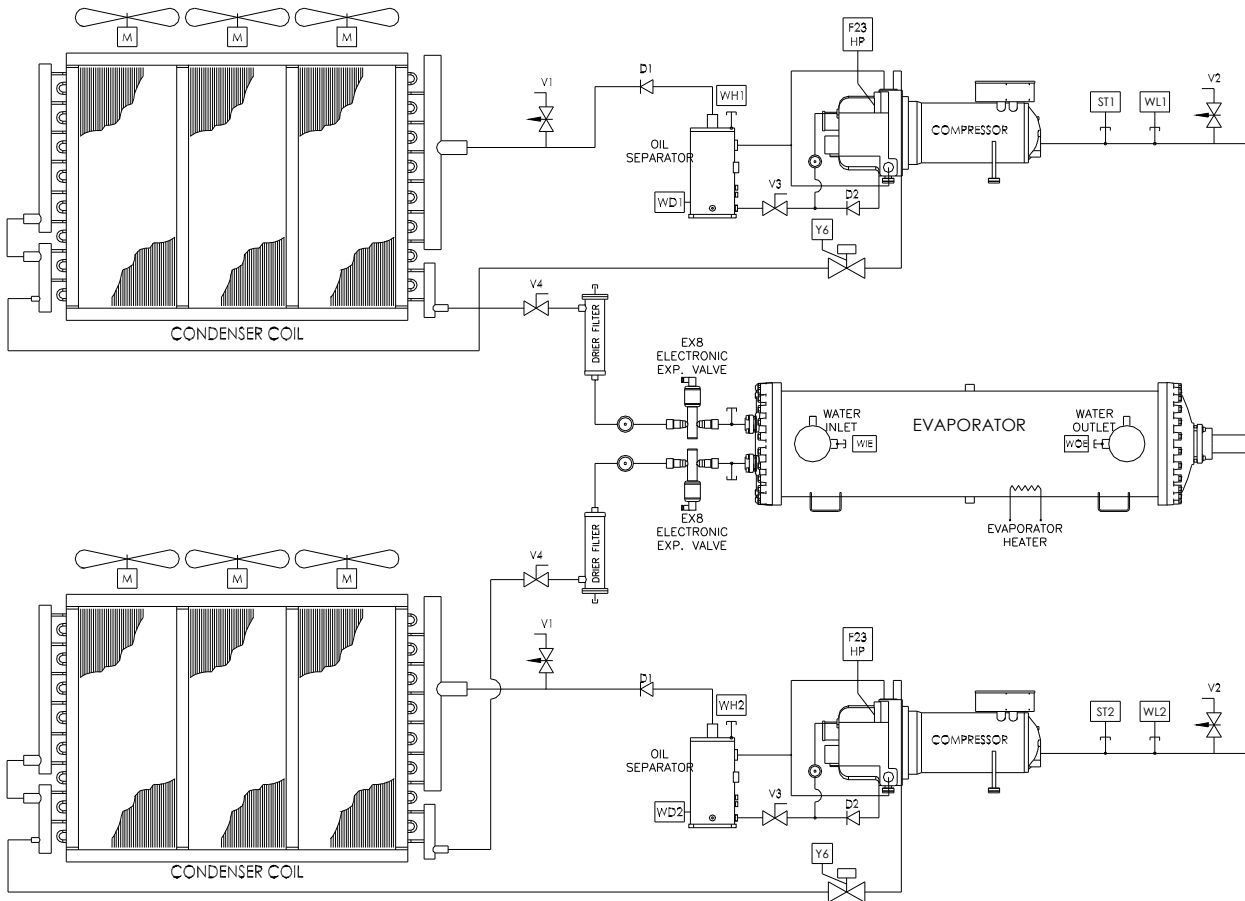 M
M
M
F23
HP
D1
V1
V2
WH1
ST1
WL1
COMPRESSOR
OIL
SEPARATOR
V3
WD1
D2
Y6
V4
CONDENSER COIL
DRIER FILTER
EX8
ELECTRONIC
EXP. VALVE
WATER
INLET
EVAPORATOR
WATER
OUTLET
WIE
WOE
EX8
ELECTRONIC
EXP. VALVE
EVAPORATOR
HEATER
DRIER FILTER
V4
M
M
M
V1
F23
HP
D1
V2
WH2
ST2
WL2
COMPRESSOR
OIL
SEPARATOR
V3
WD2
D2
Y6
CONDENSER COIL